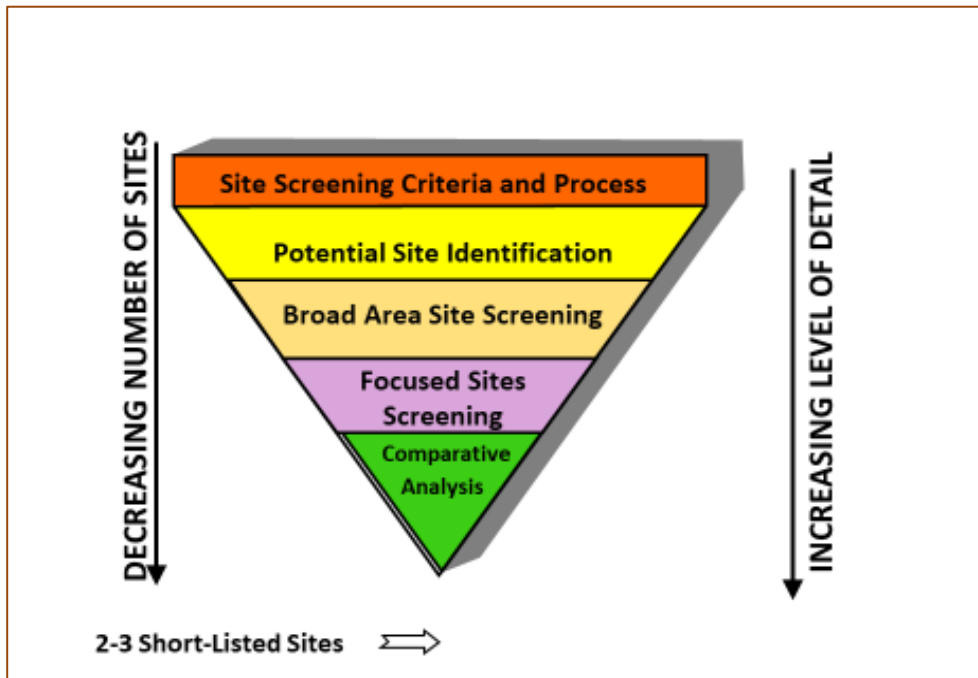 DECREASING NUMBER OF SITES
Site Screening Criteria and Process
Potential Site Identification
Broad Area Site Screening
Focused Sites
Screening
Comparative
Analysis
INCREASING LEVEL OF DETAIL
2-3 Short-Listed Sites